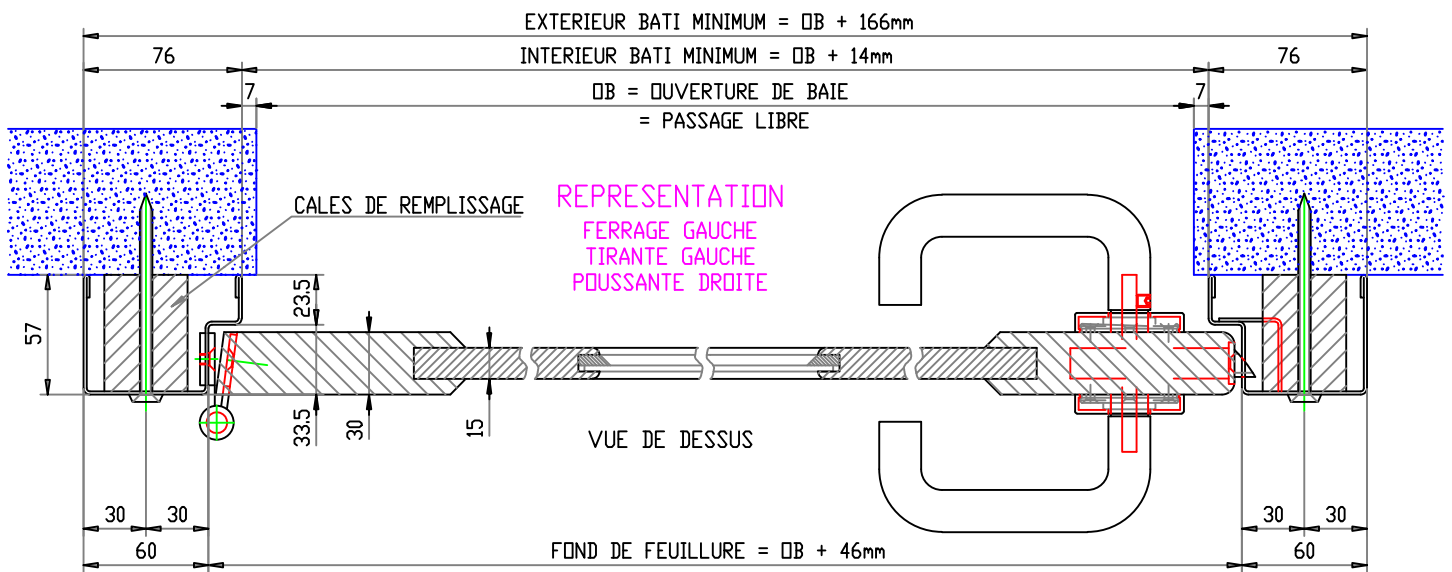 EXTERIEUR BATI MINIMUM = OB + 166mm
76
INTERIEUR BATI MINIMUM = OB + 14mm
76
7
OB = OUVERTURE DE BAIE
7
= PASSAGE LIBRE
CALES DE REMPLISSAGE
REPRESENTATION
FERRAGE GAUCHE
TIRANTE GAUCHE
POUSSANTE DROITE
57
23.5
33.5
30
15
VUE DE DESSUS
30
30
30
30
60
FOND DE FEUILLURE = OB + 46mm
60